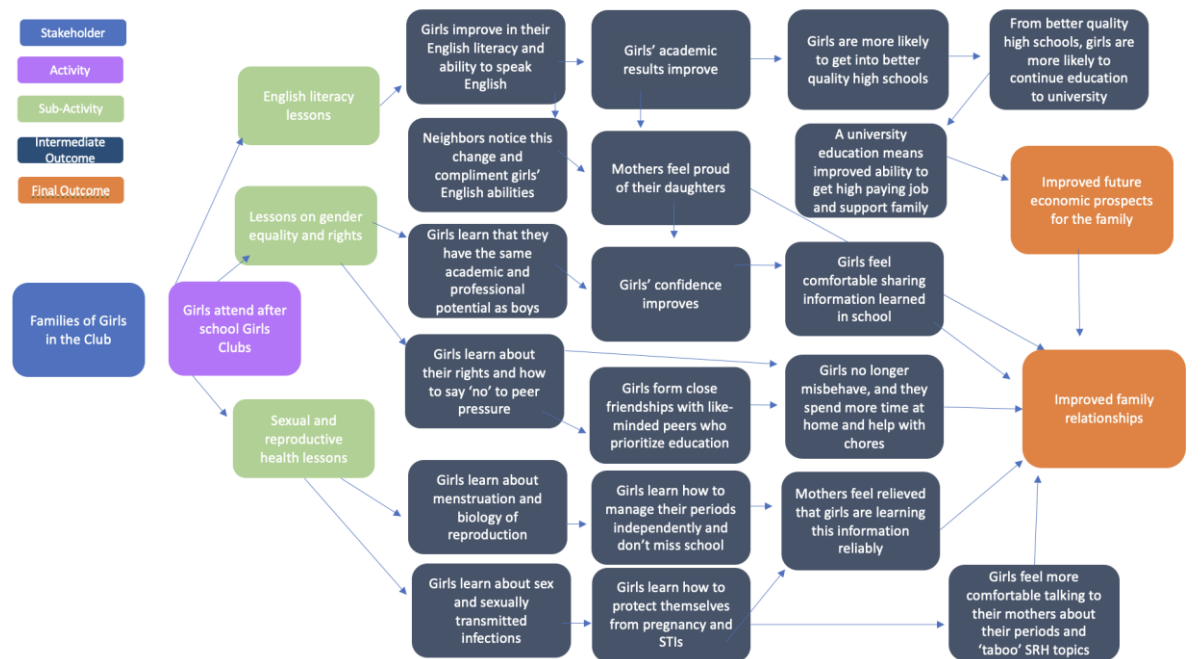 Stakeholder
Activity
Sub-Activity
Intermediate
Outcome
Final Outcome
Families of Girls
in the Club
Girls attend after
school Girls
Clubs
English literacy
lessons
Lessons on gender
equality and rights
Sexual and
reproductive
health lessons
Girls improve in their
English literacy and
ability to speak
English
Neighbors notice this
change and
compliment girls'
English abilities
Girls learn that they
have the same
academic and
professional
potential as boys
Girls learn about
their rights and how
to say 'no' to peer
pressure
Girls learn about
menstruation and
biology of
reproduction
Girls learn about sex
and sexually
transmitted
infections
Girls' academic
results improve
Mothers feel proud
of their daughters
Girls' confidence
improves
Girls form close
friendships with like-
minded peers who
prioritize education
Girls learn how to
manage their periods
independently and
don't miss school
Girls learn how to
protect themselves
from pregnancy and
STIs
Girls are more likely
to get into better
quality high schools
From better quality
high schools, girls are
more likely to
continue education
to university
A university
education means
improved ability to
get high paying job
and support family
Girls feel
comfortable sharing
information learned
in school
Girls no longer
misbehave, and they
spend more time at
home and help with
chores
Mothers feel relieved
that girls are learning
this information
reliably
Girls feel more
comfortable talking to
their mothers about
their periods and
'taboo' SRH topics
Improved future
economic prospects
for the family
Improved family
relationships